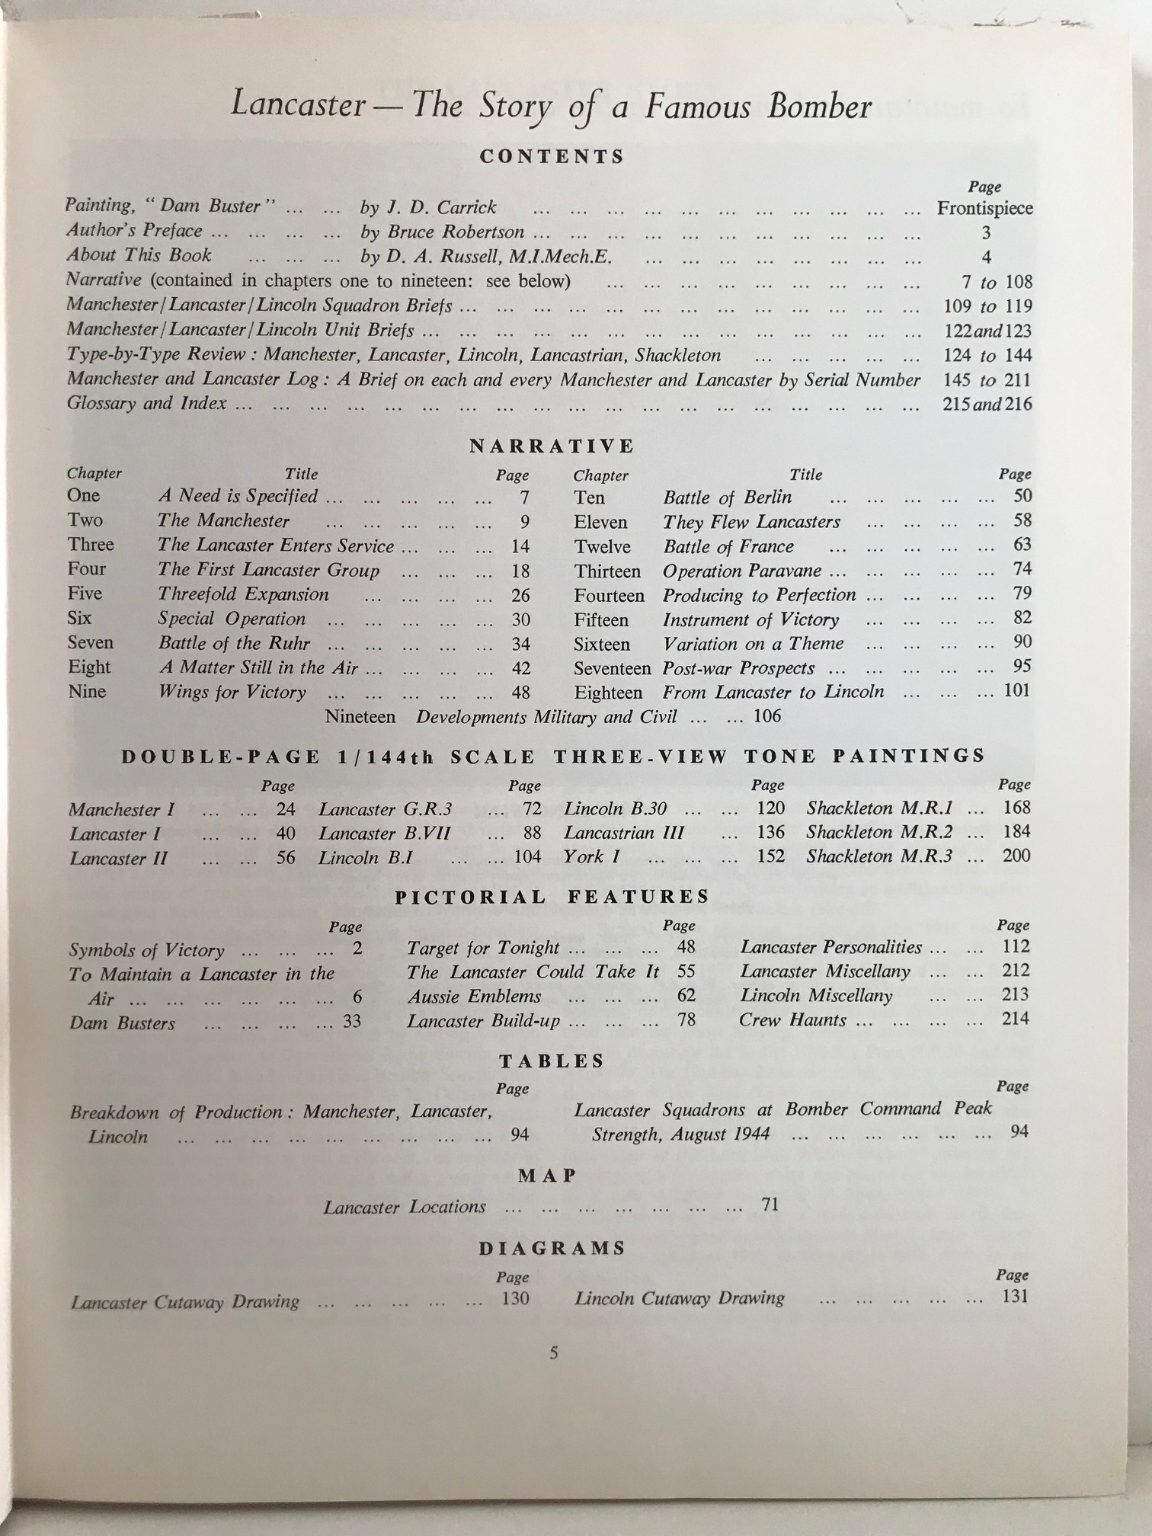 Lancaster — The Story of a Famous Bomber
CONTENTS
Page
Painting, “ Dam Buster ” ... ... by J. D. Carrick ... ... ... ... ... ... ... ... ... ... ... Frontispiece
Author's Preface ... ... ... ... by Bruce Robertson ... ... ... ... ... ... ... ... ... ... ... 3
About This Book ... ... ... by D. A. Russell, M.I.Mech.E. ... ... ... ... ... ... ... ... 4
Narrative (contained in chapters one to nineteen: see below) ... ... ... ... ... ... ... ... ... 7 to 108
Manchester/Lancaster/Lincoln Squadron Briefs ... ... ... ... ... ... ... ... ... ... ... ... ... 109 to 119
Manchester/Lancaster/Lincoln Unit Briefs ... ... ... ... ... ... ... ... ... ... ... ... ... ... 122 and 123
Type-by-Type Review : Manchester, Lancaster, Lincoln, Lancastrian, Shackleton ... ... ... ... ... 124 to 144
Manchester and Lancaster Log : A Brief on each and every Manchester and Lancaster by Serial Number 145 to 211
Glossary and Index ... ... ... ... ... ... ... ... ... ... ... ... ... ... ... ... ... ... ... 215 and 216
NARRATIVE
Chapter Title Page Chapter Title Page
One A Need is Specified ... ... ... ... ... 7 Ten Battle of Berlin ... ... ... ... ... 50
Two The Manchester ... ... ... ... ... 9 Eleven They Flew Lancasters ... ... ... ... 58
Three The Lancaster Enters Service ... ... ... 14 Twelve Battle of France ... ... ... ... ... 63
Four The First Lancaster Group ... ... ... 18 Thirteen Operation Paravane ... ... ... ... ... 74
Five Threefold Expansion ... ... ... ... 26 Fourteen Producing to Perfection ... ... ... ... 79
Six Special Operation ... ... ... ... ... 30 Fifteen Instrument of Victory ... ... ... ... 82
Seven Battle of the Ruhr ... ... ... ... ... 34 Sixteen Variation on a Theme ... ... ... ... 90
Eight A Matter Still in the Air ... ... ... ... 42 Seventeen Post-war Prospects ... ... ... ... ... 95
Nine Wings for Victory ... ... ... ... ... 48 Eighteen From Lancaster to Lincoln ... ... ... 101
Nineteen Developments Military and Civil ... ... 106
DOUBLE-PAGE 1/144th SCALE THREE-VIEW TONE PAINTINGS
Page Page Page Page
Manchester I ... ... 24 Lancaster G.R.3 ... 72 Lincoln B.30 ... ... 120 Shackleton M.R.1 ... 168
Lancaster I ... ... 40 Lancaster B.VII ... 88 Lancastrian III ... 136 Shackleton M.R.2 ... 184
Lancaster II ... ... 56 Lincoln B.I ... ... 104 York I ... ... ... 152 Shackleton M.R.3 ... 200
PICTORIAL FEATURES
Page Page Page
Symbols of Victory ... ... ... 2 Target for Tonight ... ... ... 48 Lancaster Personalities ... ... 112
To Maintain a Lancaster in the The Lancaster Could Take It 55 Lancaster Miscellany ... ... 212
Air ... ... ... ... ... ... 6 Aussie Emblems ... ... ... 62 Lincoln Miscellany ... ... 213
Dam Busters ... ... ... ... 33 Lancaster Build-up ... ... ... 78 Crew Haunts ... ... ... ... 214
TABLES
Page Page
Breakdown of Production : Manchester, Lancaster, Lancaster Squadrons at Bomber Command Peak
Lincoln ... ... ... ... ... ... ... ... ... 94 Strength, August 1944 ... ... ... ... ... ... 94
MAP
Lancaster Locations ... ... ... ... ... ... ... 71
DIAGRAMS
Page Page
Lancaster Cutaway Drawing ... ... ... ... ... 130 Lincoln Cutaway Drawing ... ... ... ... ... 131
5